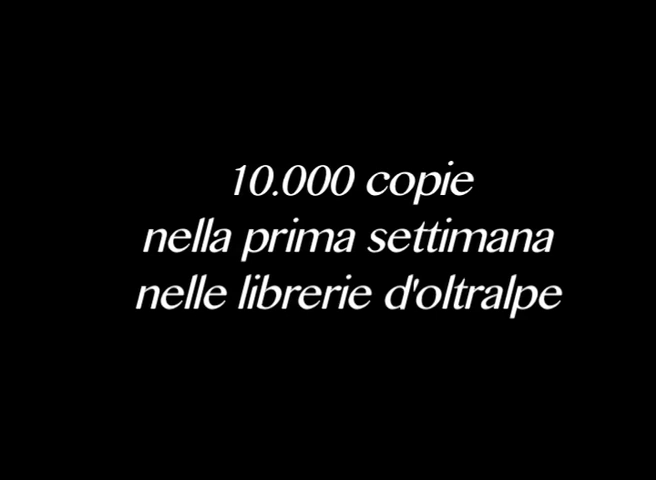 10.000 copie
nella prima settimana
nelle librerie d'oltralpe